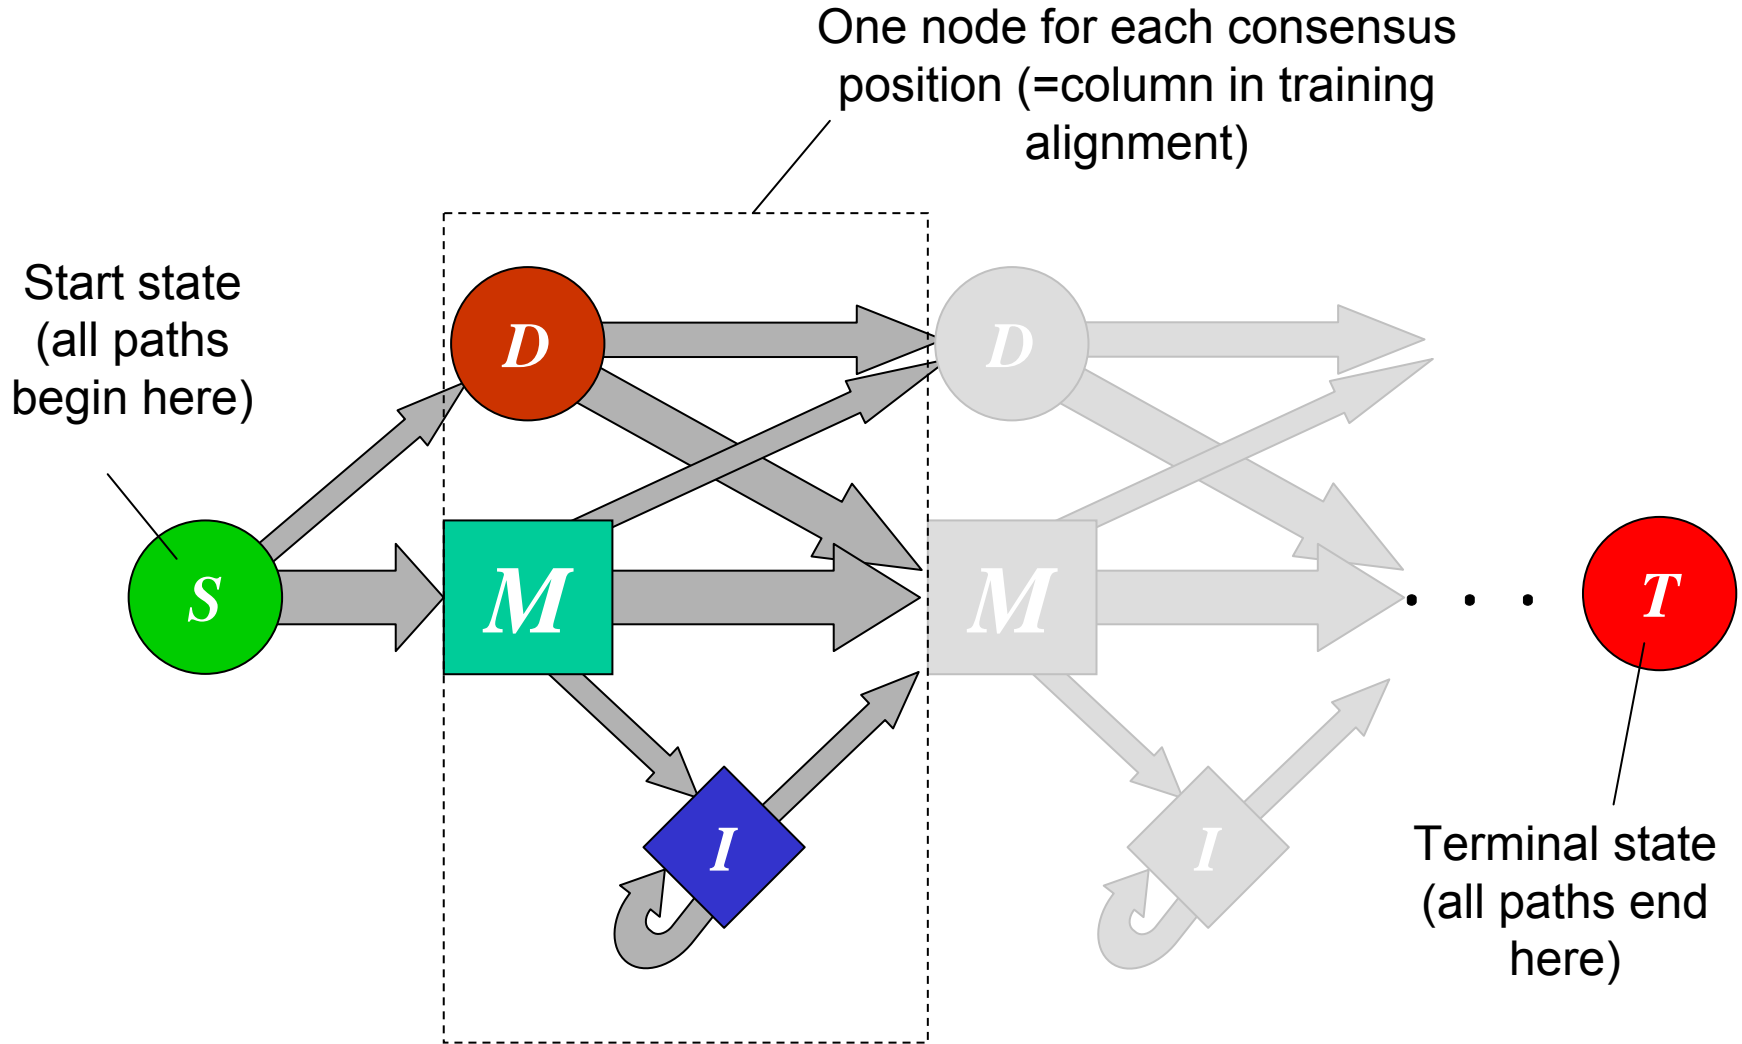 One node for each consensus
position (=column in training
alignment)
Start state
(all paths
begin here)
D
D
S
M
M
. . .
T
I
I
Terminal state
(all paths end
here)